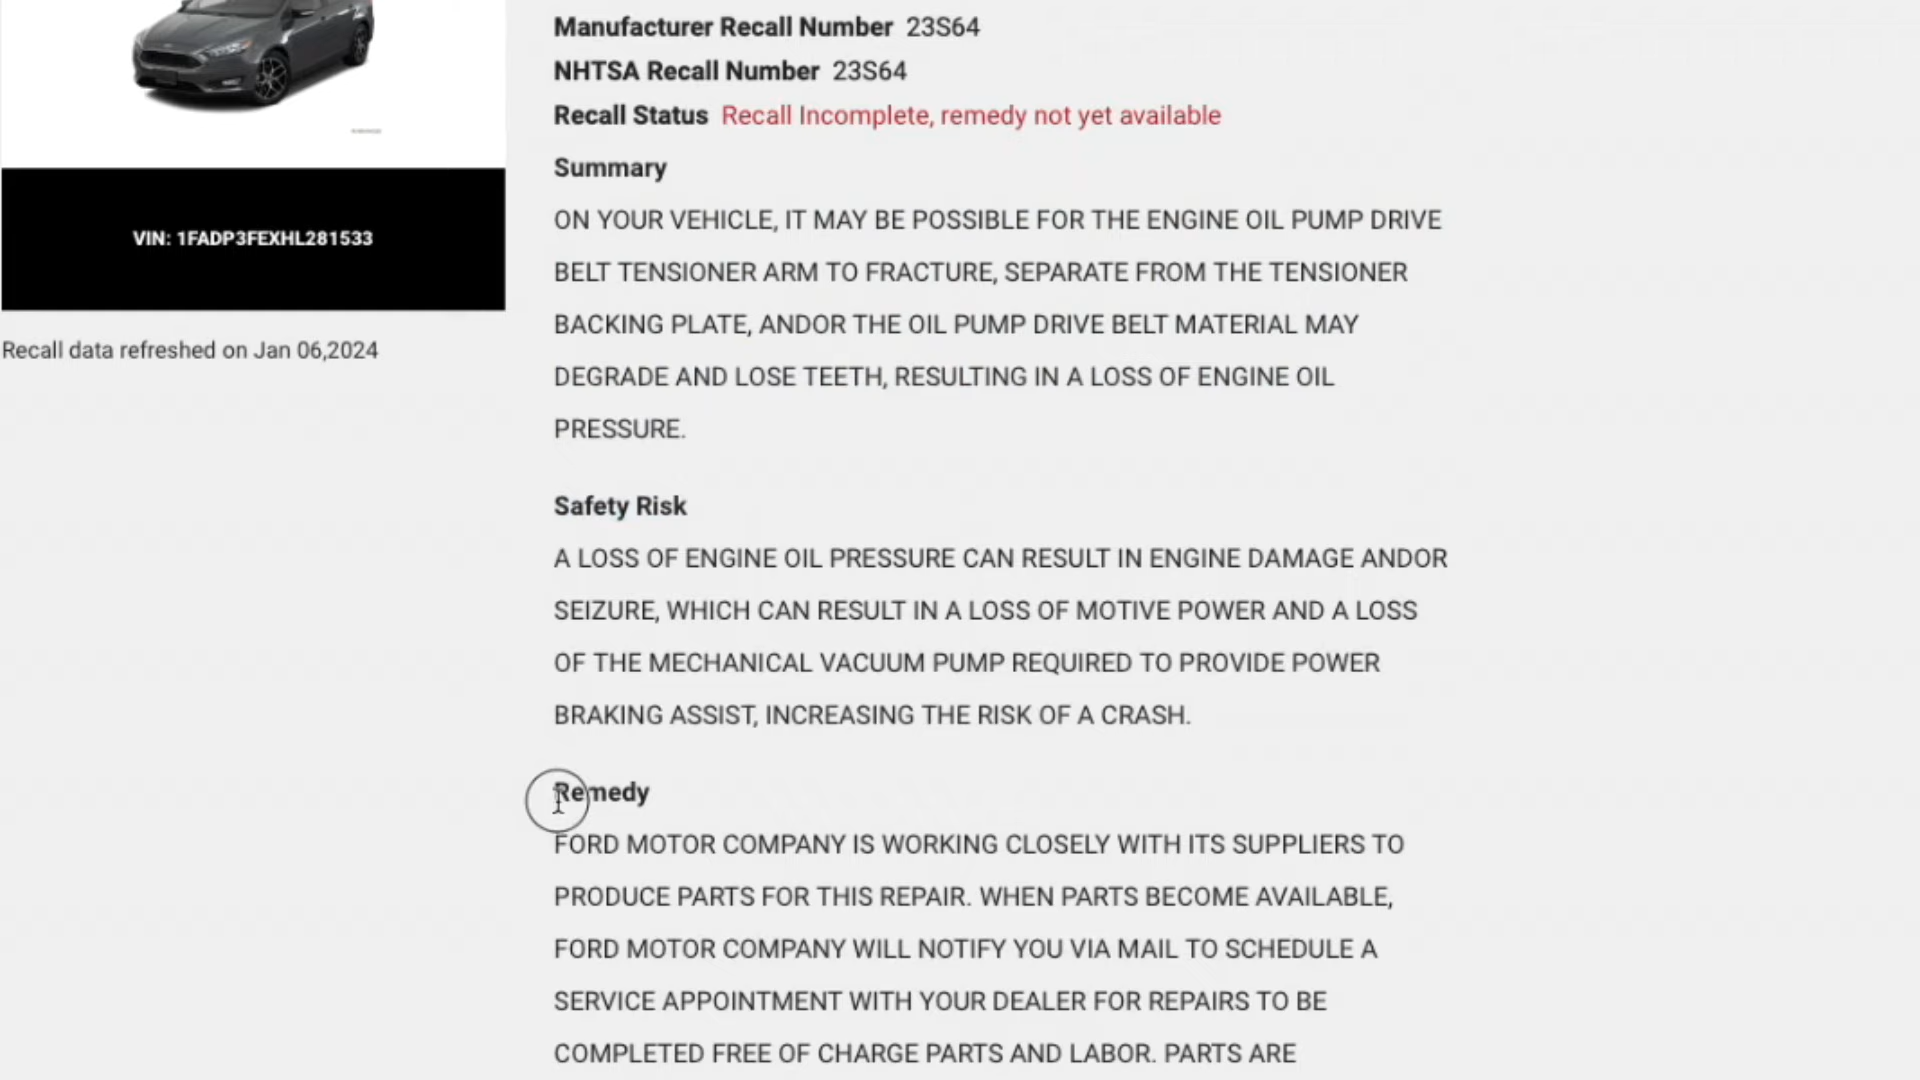 Manufacturer Recall Number 23S64
NHTSA Recall Number 23S64
Recall Status Recall Incomplete, remedy not yet available
Summary
ON YOUR VEHICLE, IT MAY BE POSSIBLE FOR THE ENGINE OIL PUMP DRIVE
BELT TENSIONER ARM TO FRACTURE, SEPARATE FROM THE TENSIONER
BACKING PLATE, ANDOR THE OIL PUMP DRIVE BELT MATERIAL MAY
DEGRADE AND LOSE TEETH, RESULTING IN A LOSS OF ENGINE OIL
PRESSURE.
Safety Risk
A LOSS OF ENGINE OIL PRESSURE CAN RESULT IN ENGINE DAMAGE ANDOR
SEIZURE, WHICH CAN RESULT IN A LOSS OF MOTIVE POWER AND A LOSS
OF THE MECHANICAL VACUUM PUMP REQUIRED TO PROVIDE POWER
BRAKING ASSIST, INCREASING THE RISK OF A CRASH.
Remedy
FORD MOTOR COMPANY IS WORKING CLOSELY WITH ITS SUPPLIERS TO
PRODUCE PARTS FOR THIS REPAIR. WHEN PARTS BECOME AVAILABLE,
FORD MOTOR COMPANY WILL NOTIFY YOU VIA MAIL TO SCHEDULE A
SERVICE APPOINTMENT WITH YOUR DEALER FOR REPAIRS TO BE
COMPLETED FREE OF CHARGE PARTS AND LABOR. PARTS ARE
VIN: 1FADP3FEXHL281533
Recall data refreshed on Jan 06,2024